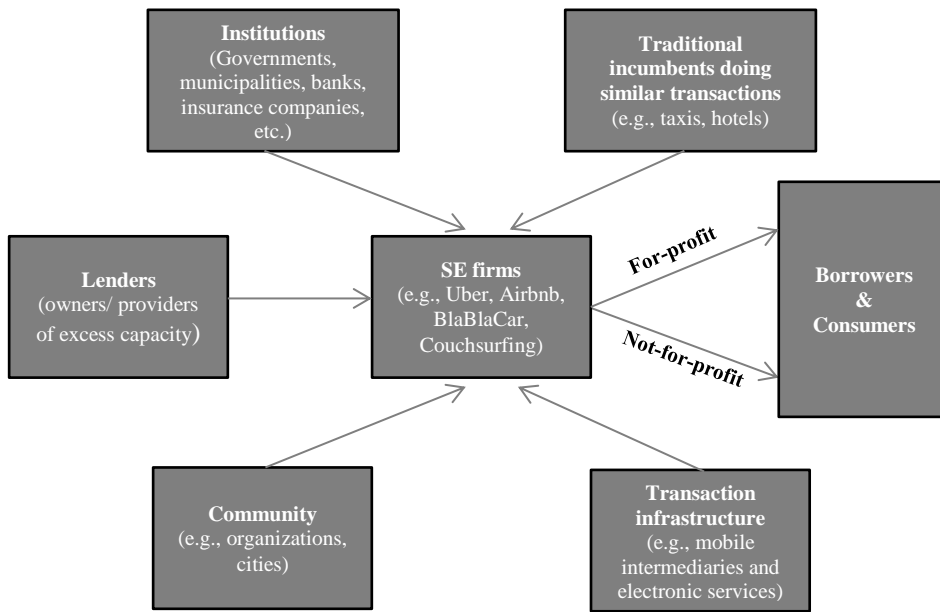 Institutions
(Governments,
municipalities, banks,
insurance companies,
etc.)
Traditional
incumbents doing
similar transactions
(e.g., taxis, hotels)
Lenders
(owners/ providers
of excess capacity)
SE firms
(e.g., Uber, Airbnb,
BlaBlaCar,
Couchsurfing)
For-profit
Not-for-profit
Borrowers
&
Consumers
Community
(e.g., organizations,
cities)
Transaction
infrastructure
(e.g., mobile
intermediaries and
electronic services)